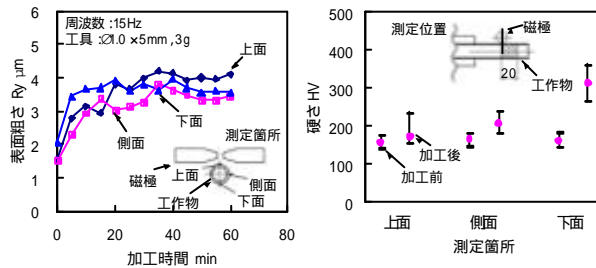 周波数 :15Hz
工具 :∅1.0 ×5mm ,3g
上面
側面
下面
測定箇所
磁極
上面
側面
工作物
下面
表面粗さ Ry μm
6
5
4
3
2
1
0
20
40
60
80
加工時間 min
測定位置
磁極
20
工作物
加工後
加工前
硬さ HV
500
400
300
200
100
0
上面
側面
下面
測定箇所